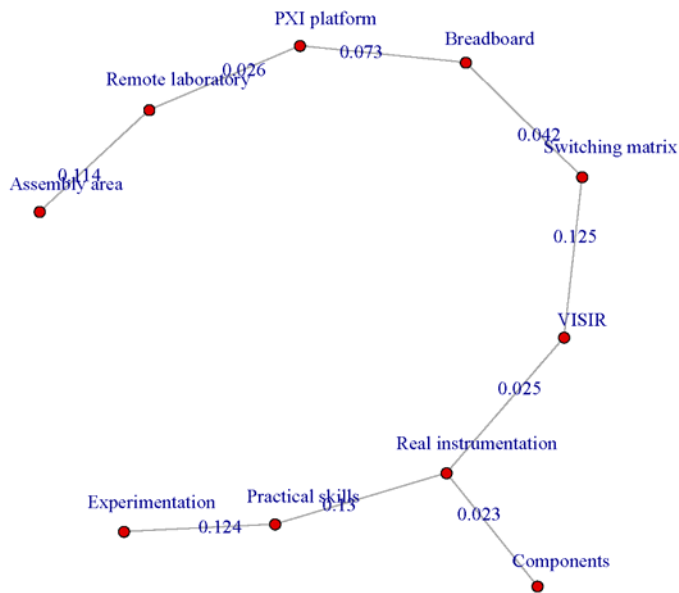 PXI platform
Breadboard
0.073
Remote laboratory
0.026
0.042
Switching matrix
0.114
Assembly area
0.125
VISIR
0.025
Real instrumentation
Experimentation
Practical skills
0.13
0.023
0.124
Components